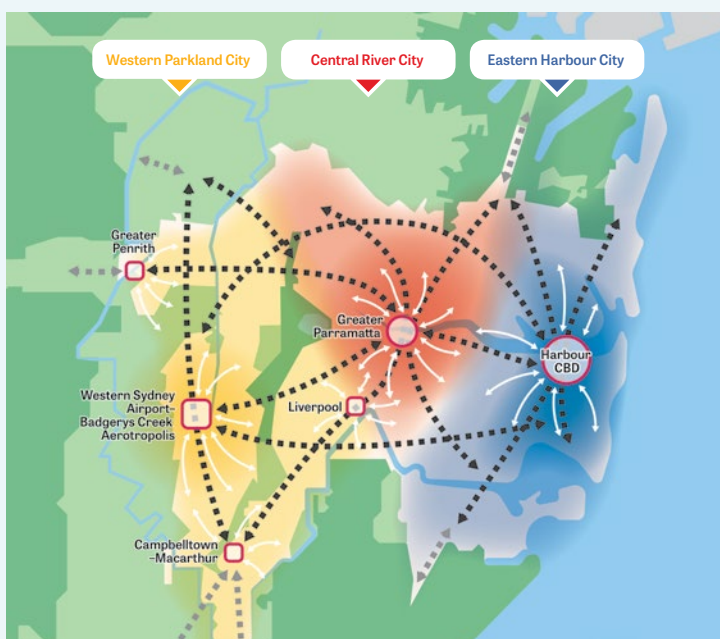 Western Parkland City
Central River City
Eastern Harbour City
Greater
Penrith
Greater
Parramatta
Harbour
CBD
Western Sydney
Airport–
Badgerys Creek
Aerotropolis
Liverpool
Campbelltown
–Macarthur